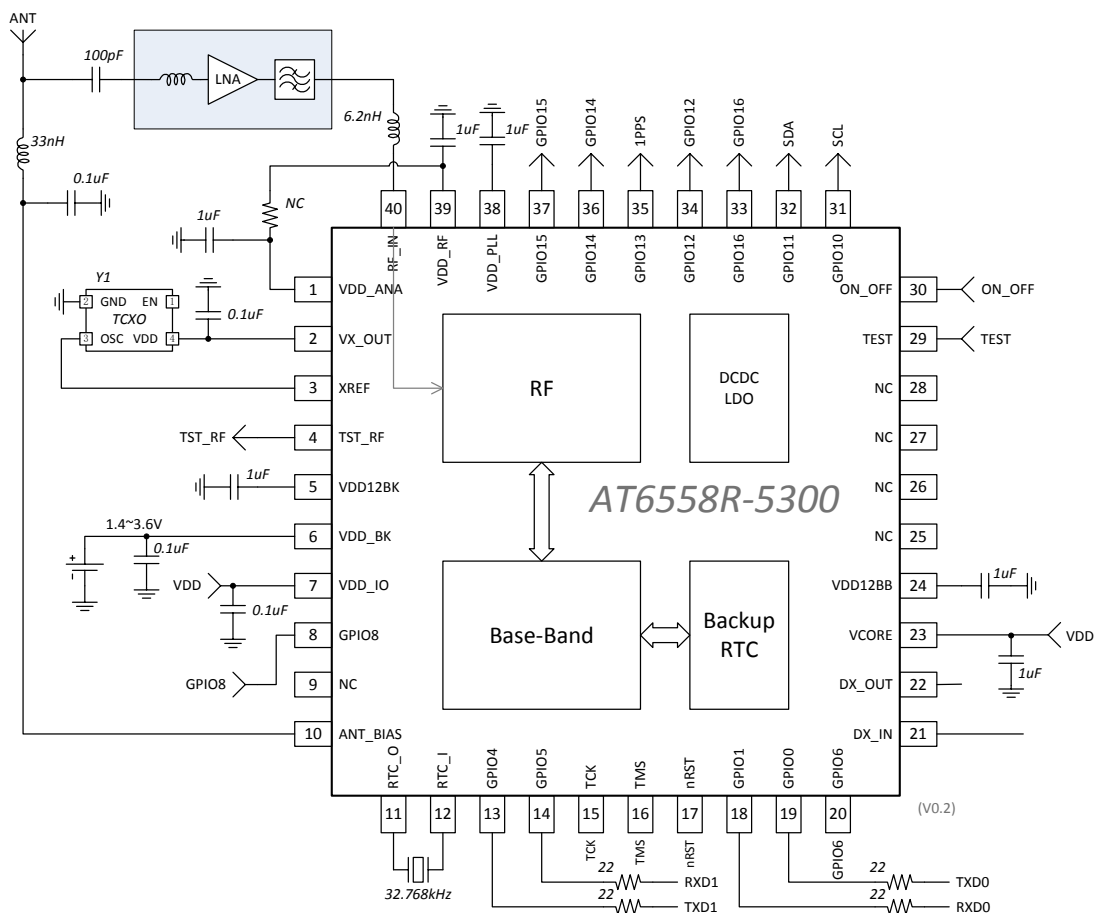 ANT
100pF
LNA
33nH
0.1uF
6.2nH
1uF
1uF
NC
1uF
GPIO15
GPIO14
1PPS
GPIO12
GPIO16
SDA
SCL
40 39 38 37 36 35 34 33 32 31
RF_IN
VDD_RF
VDD_PLL
GPIO15
GPIO14
GPIO13
GPIO12
GPIO16
GPIO11
GPIO10
Y1
2 GND EN 1
TCXO
3 OSC VDD 4
0.1uF
1 VDD_ANA
2 VX_OUT
3 XREF
TST_RF 4 TST_RF
1uF
5 VDD12BK
1.4~3.6V
+
-
0.1uF
6 VDD_BK
VDD 7 VDD_IO
0.1uF
8 GPIO8
GPIO8
9 NC
10 ANT_BIAS
RF
DCDC
LDO
AT6558R-5300
Base-Band
Backup
RTC
ON_OFF 30 ON_OFF
TEST 29 TEST
NC 28
NC 27
NC 26
NC 25
VDD12BB 24
1uF
VCORE 23 VDD
1uF
DX_OUT 22
DX_IN 21
RTC_O
RTC_I
GPIO4
GPIO5
TCK
TMS
nRST
GPIO1
GPIO0
GPIO6
11 12 13 14 15 16 17 18 19 20
(V0.2)
TCK
TMS
nRST
GPIO6
32.768kHz
22 RXD1
22 TXD1
22 TXD0
22 RXD0